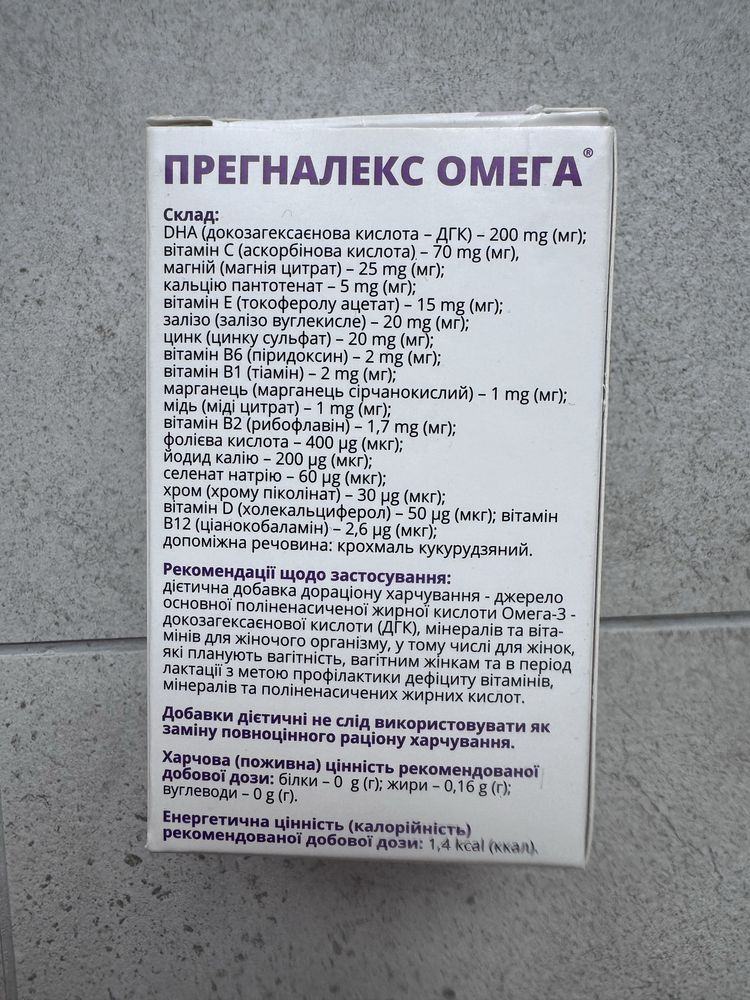 ПРЕГНАЛЕКС ОМЕГА®
Склад:
DHA (докозагексаєнова кислота – ДГК) – 200 mg (мг);
вітамін С (аскорбінова кислота) – 70 mg (мг),
магній (магнія цитрат) – 25 mg (мг);
кальцію пантотенат – 5 mg (мг);
вітамін Е (токоферолу ацетат) – 15 mg (мг);
залізо (залізо вуглекисле) – 20 mg (мг);
цинк (цинку сульфат) – 20 mg (мг);
вітамін В6 (піридоксин) – 2 mg (мг);
вітамін В1 (тіамін) – 2 mg (мг);
марганець (марганець сірчанокислий) – 1 mg (мг);
мідь (міді цитрат) – 1 mg (мг);
вітамін В2 (рибофлавін) – 1,7 mg (мг);
фолієва кислота – 400 µg (мкг);
йодид калію – 200 µg (мкг);
селенат натрію – 60 µg (мкг);
хром (хрому піколінат) – 30 µg (мкг);
вітамін D (холекальциферол) – 50 µg (мкг); вітамін
В12 (ціанокобаламін) – 2,6 µg (мкг);
допоміжна речовина: крохмаль кукурудзяний.
Рекомендації щодо застосування:
дієтична добавка дораціону харчування - джерело
основної поліненасиченої жирної кислоти Омега-3 -
докозагексаєнової кислоти (ДГК), мінералів та віта-
мінів для жіночого організму, у тому числі для жінок,
які планують вагітність, вагітним жінкам та в період
лактації з метою профілактики дефіциту вітамінів,
мінералів та поліненасичених жирних кислот.
Добавки дієтичні не слід використовувати як
заміну повноцінного раціону харчування.
Харчова (поживна) цінність рекомендованої
добової дози: білки – 0 g (г); жири – 0,16 g (г);
вуглеводи – 0 g (г).
Енергетична цінність (калорійність)
рекомендованої добової дози: 1,4 kcal (ккал).